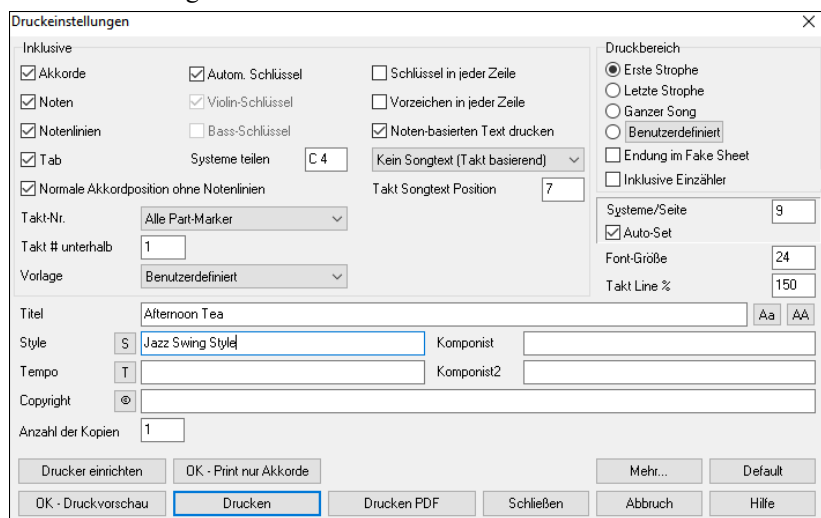 Druckeinstellungen
Inklusive
Akkorde
Autom. Schlüssel
Schlüssel in jeder Zeile
Noten
Violin-Schlüssel
Vorzeichen in jeder Zeile
Notenlinien
Bass-Schlüssel
Noten-basierten Text drucken
Tab
Systeme teilen C 4
Kein Songtext (Takt basierend)
Normale Akkordposition ohne Notenlinien
Takt Songtext Position 7
Takt-Nr. Alle Part-Marker
Takt # unterhalb 1
Vorlage Benutzerdefiniert
Druckbereich
Erste Strophe
Letzte Strophe
Ganzer Song
Benutzerdefiniert
Endung im Fake Sheet
Inklusive Einzähler
Systeme/Seite 9
Auto-Set
Font-Größe 24
Takt Line % 150
Titel Afternoon Tea Aa AA
Style S Jazz Swing Style Komponist
Tempo T Komponist2
Copyright ©
Anzahl der Kopien 1
Drucker einrichten OK - Print nur Akkorde Mehr... Default
OK - Druckvorschau Drucken Drucken PDF Schließen Abbruch Hilfe